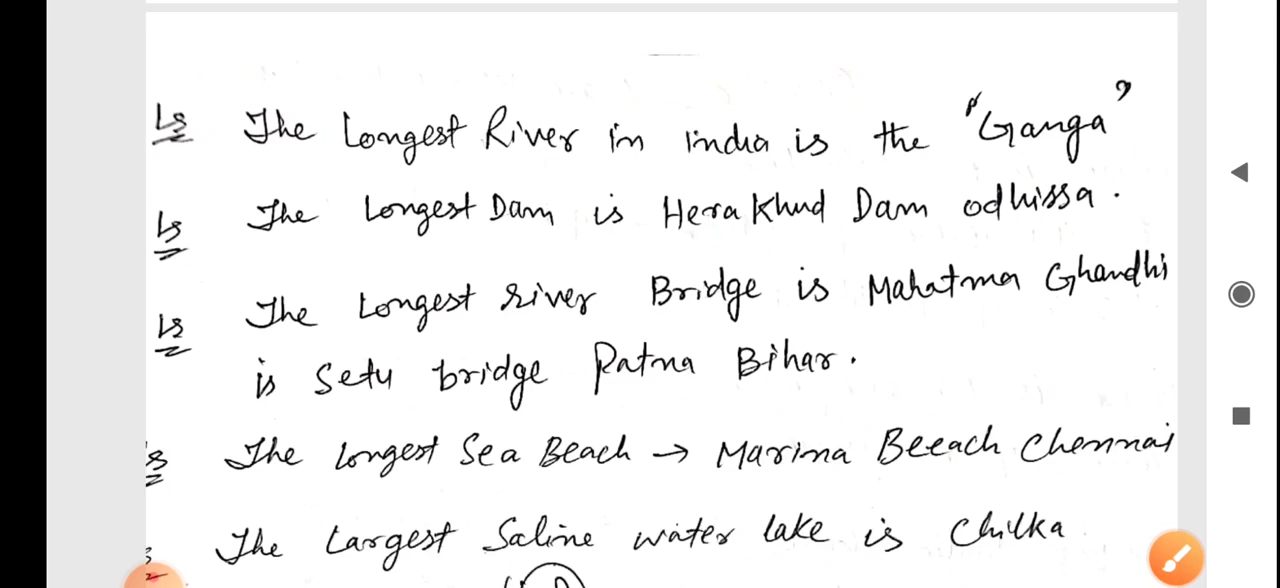 The Longest River in india is the "Ganga"
The Longest Dam is Hera Khud Dam odhissa.
The Longest river Bridge is Mahatma Ghandhi
is Setu bridge Patna Bihar.
The longest Sea Beach → Marina Beeach Chennai
The Largest Saline water lake is Chilka